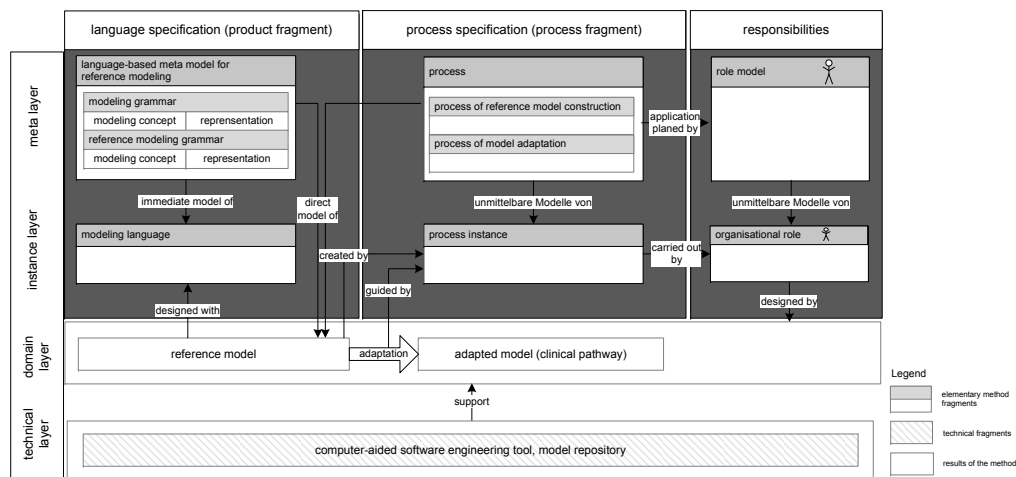 language specification (product fragment)
process specification (process fragment)
responsibilities
meta layer
language-based meta model for
reference modeling
modeling grammar
modeling concept
reprensentation
reference modeling grammar
modeling concept
representation
process
process of reference model construction
process of model adaptation
application
planed by
role model
immediate model of
direct
model of
unmittelbare Modelle von
unmittelbare Modelle von
instance layer
modeling language
created by
process instance
carried out
by
organisational role
guided by
designed with
designed by
domain
layer
reference model
adaptation
adapted model (clinical pathway)
support
technical
layer
computer-aided software engineering tool, model repository
Legend
elementary method
fragments
technical fragments
results of the method